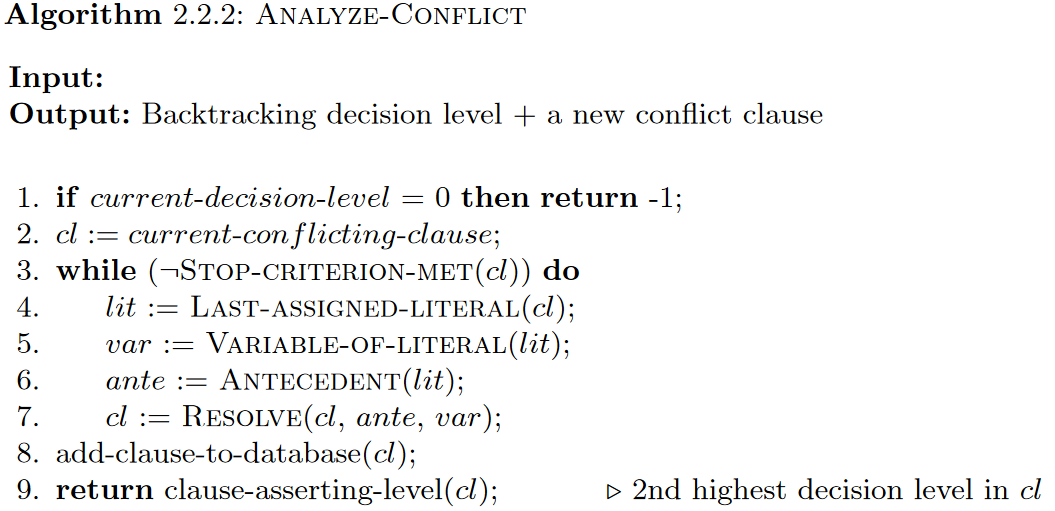 Algorithm 2.2.2: ANALYZE-CONFLICT
Input:
Output: Backtracking decision level + a new conflict clause
1. if current-decision-level = 0 then return -1;
2. cl := current-conflicting-clause;
3. while (¬STOP-CRITERION-MET(cl)) do
4. lit := LAST-ASSIGNED-LITERAL(cl);
5. var := VARIABLE-OF-LITERAL(lit);
6. ante := ANTECEDENT(lit);
7. cl := RESOLVE(cl, ante, var);
8. add-clause-to-database(cl);
9. return clause-asserting-level(cl); ▷ 2nd highest decision level in cl